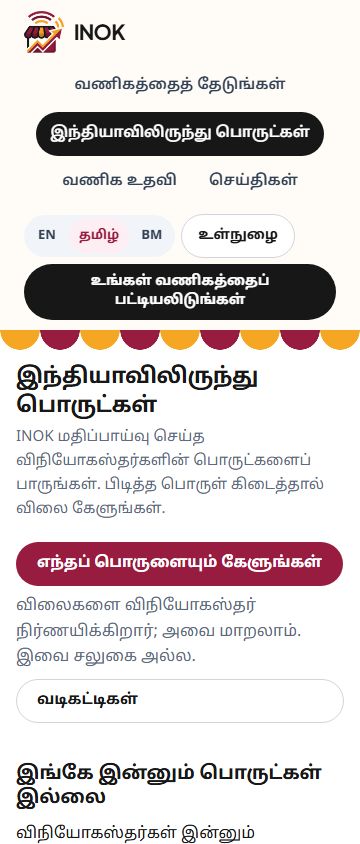 INOK
வணிகத்தைத் தேடுங்கள்
இந்தியாவிலிருந்து பொருட்கள்
வணிக உதவி
செய்திகள்
EN
தமிழ்
BM
உள்நுழை
உங்கள் வணிகத்தைப்
பட்டியலிடுங்கள்
இந்தியாவிலிருந்து
பொருட்கள்
INOK மதிப்பாய்வு செய்த
விநியோகஸ்தர்களின் பொருட்களைப்
பாருங்கள். பிடித்த பொருள் கிடைத்தால்
விலை கேளுங்கள்.
எந்தப் பொருளையும் கேளுங்கள்
விலைகளை விநியோகஸ்தர்
நிர்ணயிக்கிறார்; அவை மாறலாம்.
இவை சலுகை அல்ல.
வடிகட்டிகள்
இங்கே இன்னும் பொருட்கள்
இல்லை
விநியோகஸ்தர்கள் இன்னும்